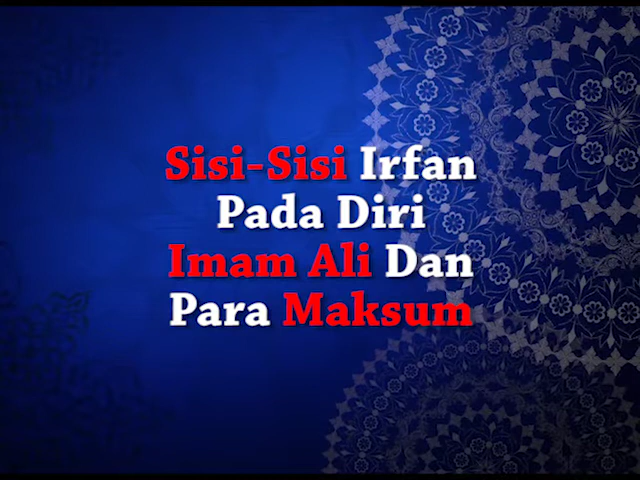 Sisi-Sisi Irfan
Pada Diri
Imam Ali Dan
Para Maksum